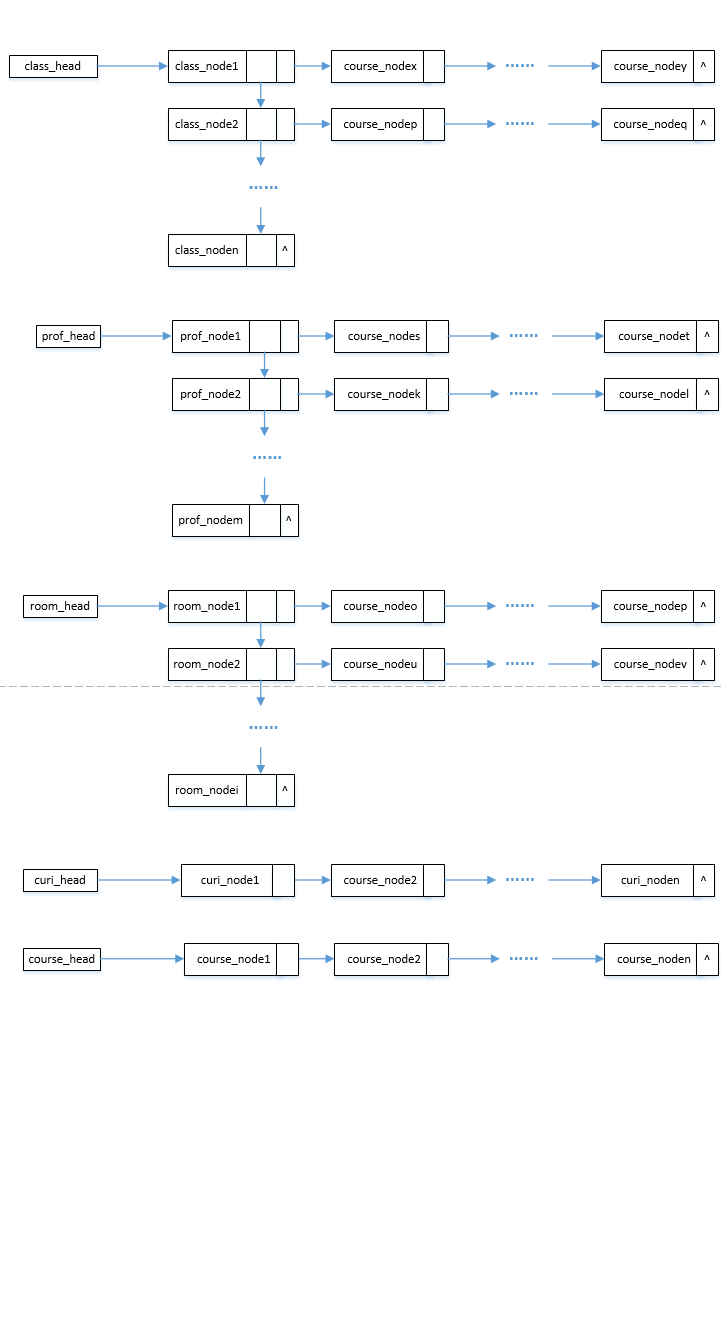 class_head class_node1 course_nodex ...... course_nodey ^
class_node2 course_nodep ...... course_nodeq ^
......
class_noden ^
prof_head prof_node1 course_nodes ...... course_nodet ^
prof_node2 course_nodek ...... course_nodel ^
......
prof_nodem ^
room_head room_node1 course_nodeo ...... course_nodep ^
room_node2 course_nodeu ...... course_nodev ^
......
room_nodei ^
curi_head curi_node1 course_node2 ...... curi_noden ^
course_head course_node1 course_node2 ...... course_noden ^